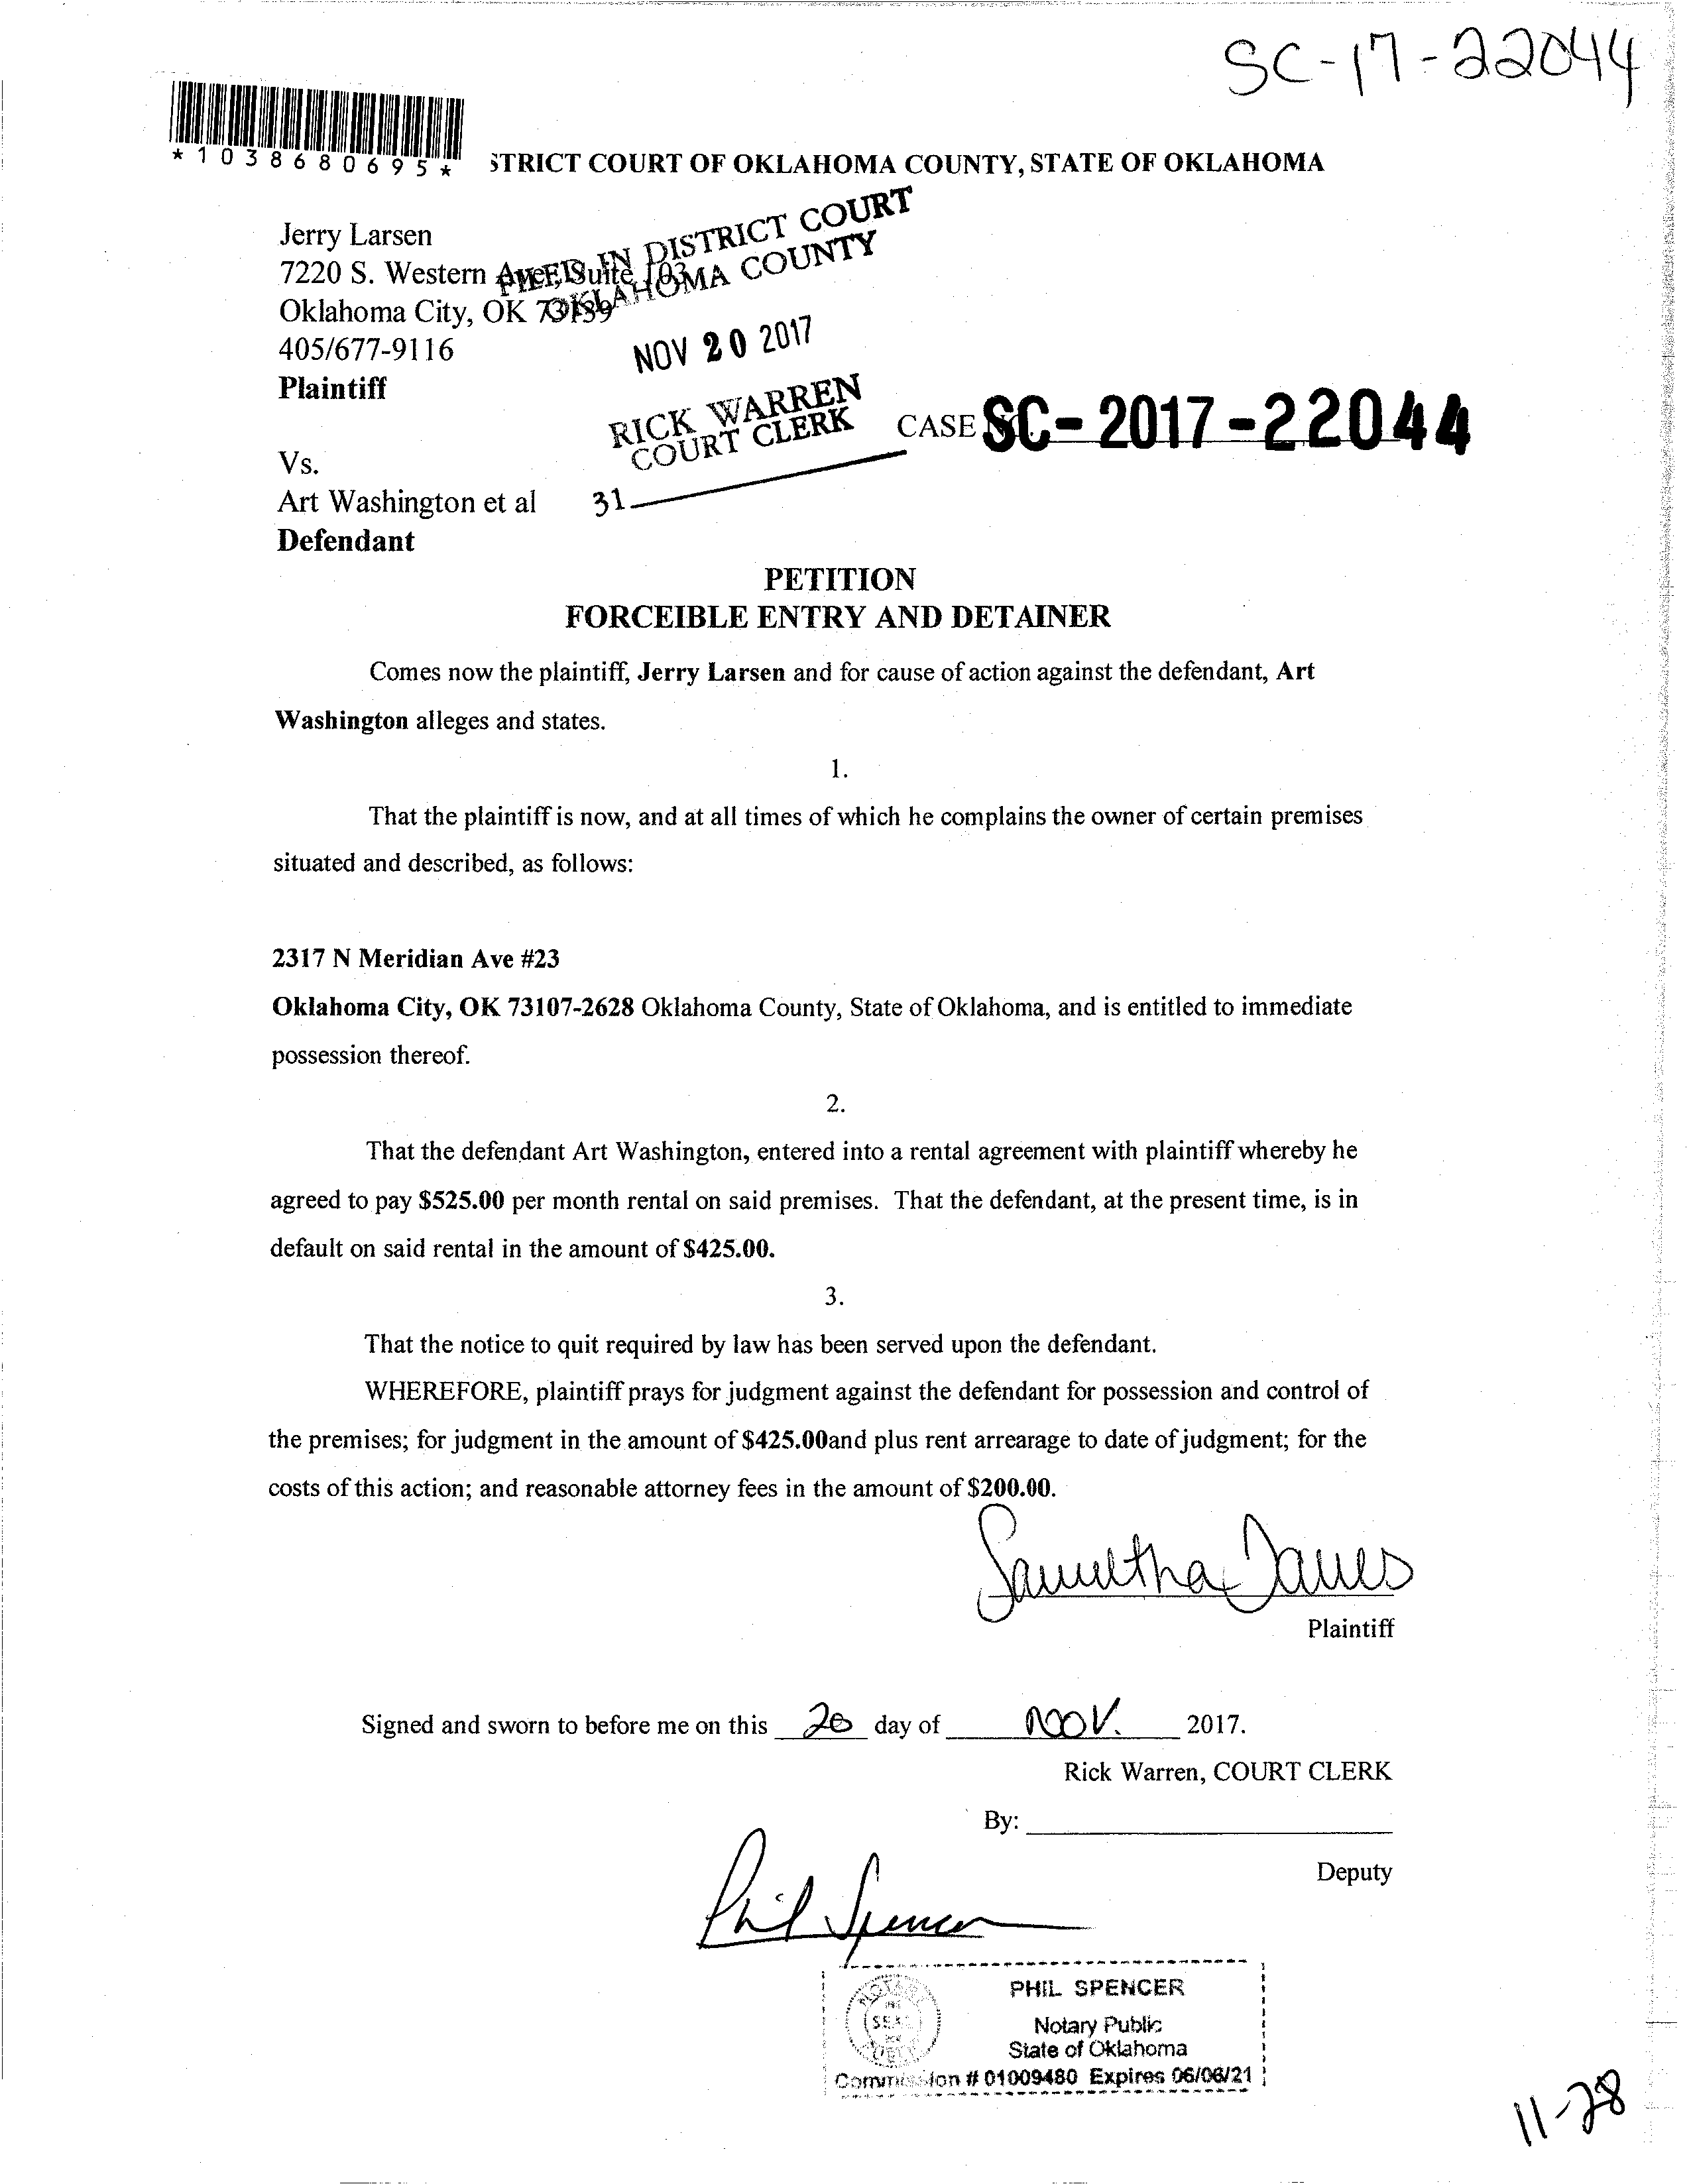 SC-17-22044
*1038680695*
STRICT COURT OF OKLAHOMA COUNTY, STATE OF OKLAHOMA
FILED IN DISTRICT COURT
OKLAHOMA COUNTY
Jerry Larsen
7220 S. Western Ave, Suite 103
Oklahoma City, OK 73139
405/677-9116
NOV 20 2017
Plaintiff
RICK WARREN
COURT CLERK
CASE SC-2017-22044
Vs.
Art Washington et al
31
Defendant
PETITION
FORCEIBLE ENTRY AND DETAINER
Comes now the plaintiff, Jerry Larsen and for cause of action against the defendant, Art
Washington alleges and states.
1.
That the plaintiff is now, and at all times of which he complains the owner of certain premises
situated and described, as follows:
2317 N Meridian Ave #23
Oklahoma City, OK 73107-2628 Oklahoma County, State of Oklahoma, and is entitled to immediate
possession thereof.
2.
That the defendant Art Washington, entered into a rental agreement with plaintiff whereby he
agreed to pay $525.00 per month rental on said premises. That the defendant, at the present time, is in
default on said rental in the amount of $425.00.
3.
That the notice to quit required by law has been served upon the defendant.
WHEREFORE, plaintiff prays for judgment against the defendant for possession and control of
the premises; for judgment in the amount of $425.00and plus rent arrearage to date of judgment; for the
costs of this action; and reasonable attorney fees in the amount of $200.00.
Plaintiff
Signed and sworn to before me on this 20 day of NOV. 2017.
Rick Warren, COURT CLERK
By:
Deputy
Phil Spencer
NOTARY
SEAL
PHIL SPENCER
Notary Public
State of Oklahoma
Commission # 01009480 Expires 06/06/21
11-28